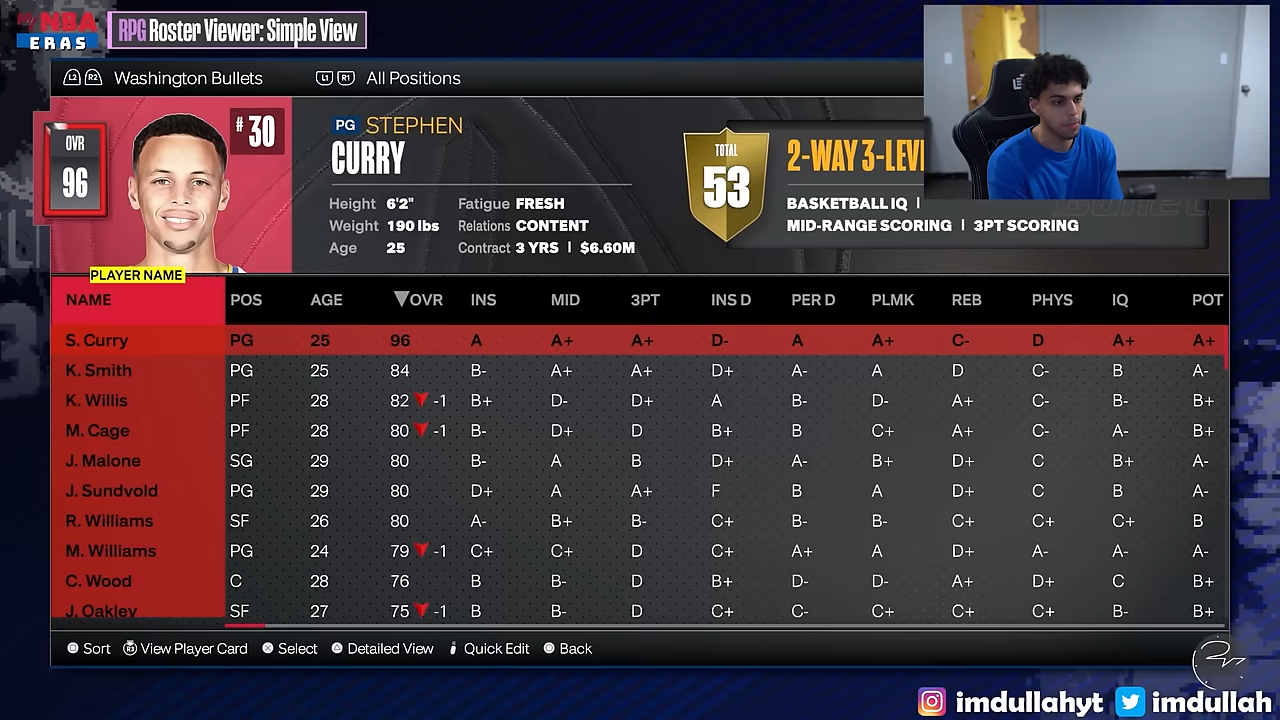 MY NBA
ERAS
RPG Roster Viewer: Simple View
L2 R2 Washington Bullets L1 R1 All Positions
OVR
96
# 30
PG STEPHEN
CURRY
Height 6'2" Fatigue FRESH
Weight 190 lbs Relations CONTENT
Age 25 Contract 3 YRS | $6.60M
TOTAL
53
2-WAY 3-LEV
BASKETBALL IQ |
MID-RANGE SCORING | 3PT SCORING
PLAYER NAME
NAME POS AGE OVR INS MID 3PT INS D PER D PLMK REB PHYS IQ POT
S. Curry PG 25 96 A A+ A+ D- A A+ C- D A+ A+
K. Smith PG 25 84 B- A+ A+ D+ A- A D C- B A-
K. Willis PF 28 82 -1 B+ D- D+ A B- D- A+ C- B- B+
M. Cage PF 28 80 -1 B- D+ D B+ B C+ A+ C- A- B+
J. Malone SG 29 80 B- A B D+ A- B+ D+ C B+ A-
J. Sundvold PG 29 80 D+ A A+ F B A D+ C B A-
R. Williams SF 26 80 A- B+ B- C+ B- B- C+ C+ C+ B
M. Williams PG 24 79 -1 C+ C+ D C+ A+ A D+ A- A- A-
C. Wood C 28 76 B B- D B+ D- D- A+ D+ C B+
J. Oakley SF 27 75 -1 B B- D C+ C- C+ C+ C+ B- B+
Sort View Player Card Select Detailed View Quick Edit Back
imdullahyt imdullah